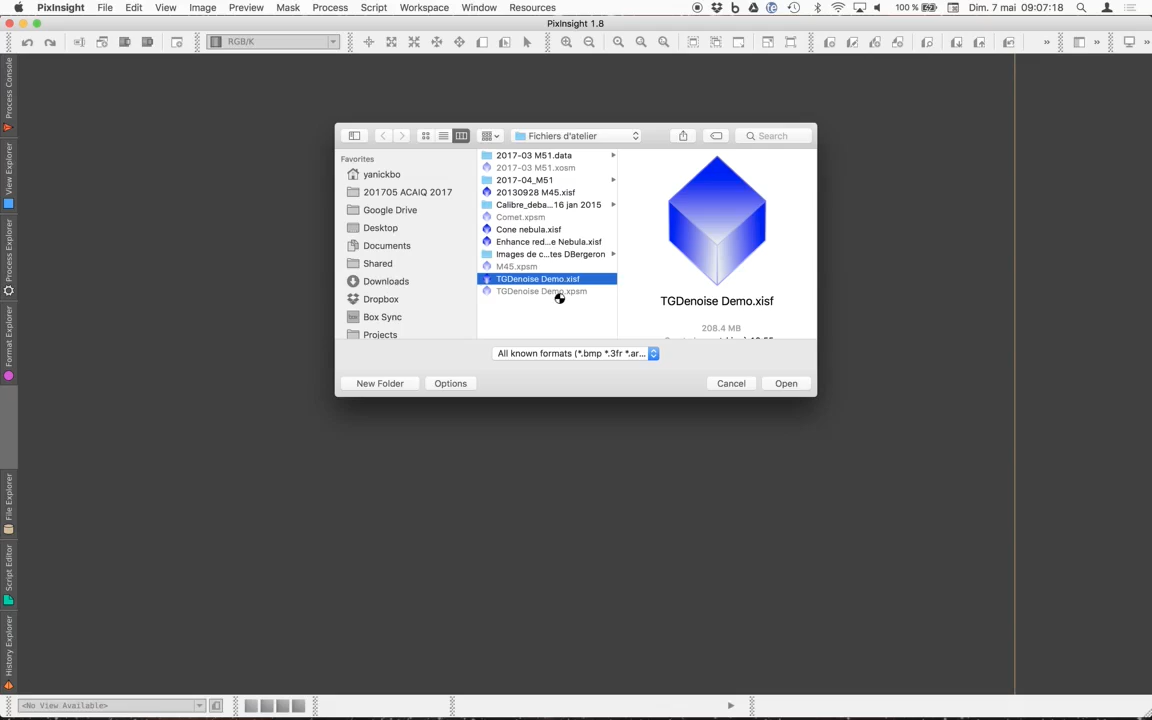 PixInsight File Edit View Image Preview Mask Process Script Workspace Window Resources 100 % Dim. 7 mai 09:07:18
PixInsight 1.8
RGB/K
Process Console
View Explorer
Process Explorer
Format Explorer
File Explorer
Script Editor
History Explorer
Fichiers d'atelier
Search
Favorites
yanickbo
201705 ACAIQ 2017
Google Drive
Desktop
Documents
Shared
Downloads
Dropbox
Box Sync
Projects
2017-03 M51.data
2017-03 M51.xosm
2017-04_M51
20130928 M45.xisf
Calibre_deba...16 jan 2015
Comet.xpsm
Cone nebula.xisf
Enhance red...e Nebula.xisf
Images de c...tes DBergeron
M45.xpsm
TGDenoise Demo.xisf
TGDenoise Demo.xpsm
TGDenoise Demo.xisf
208.4 MB
All known formats (*.bmp *.3fr *.ar...
New Folder
Options
Cancel
Open
<No View Available>